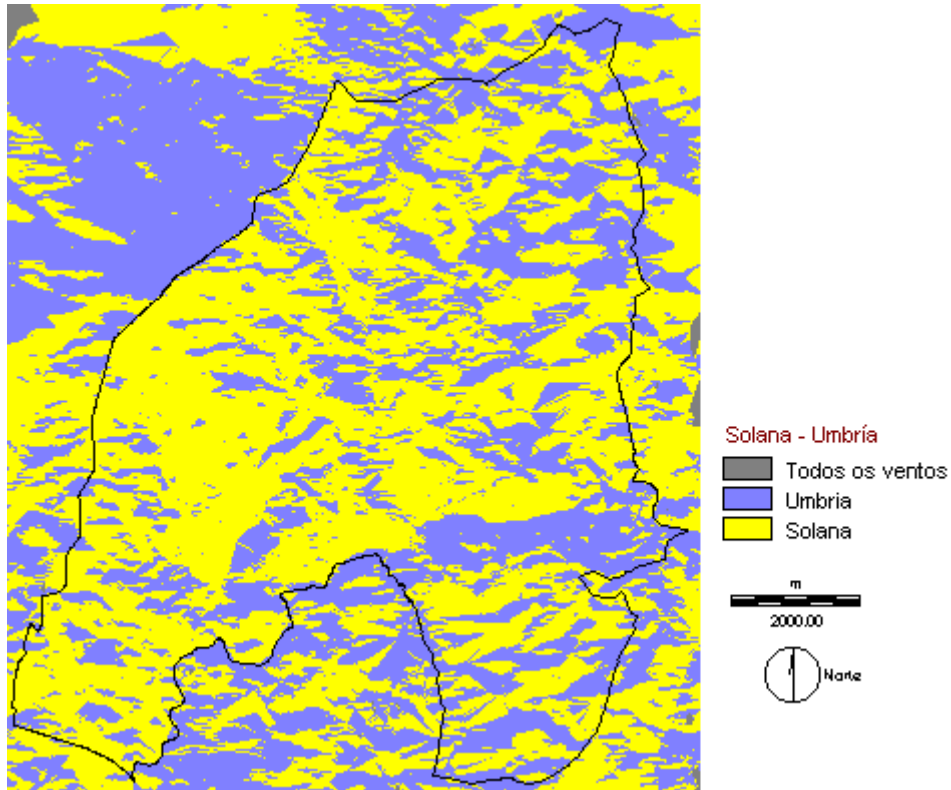 Solana - Umbría
Todos os ventos
Umbria
Solana
m
2000.00
Norte